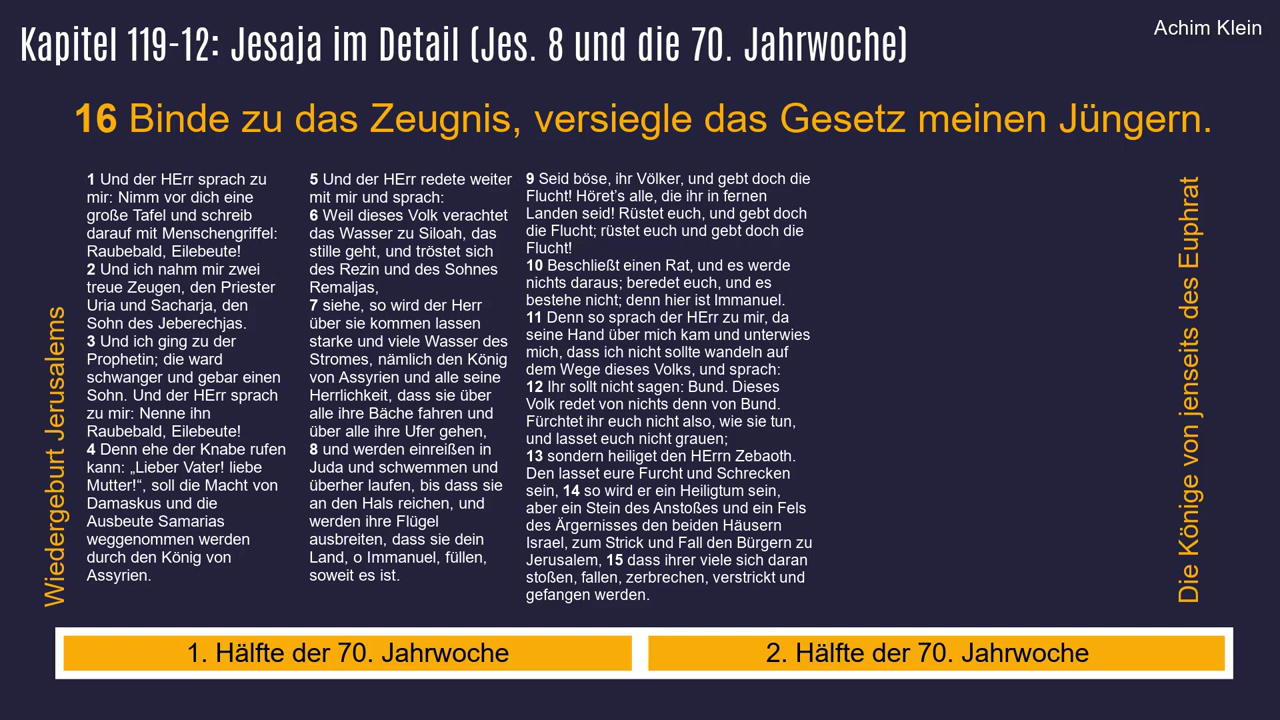 Kapitel 119-12: Jesaja im Detail (Jes. 8 und die 70. Jahrwoche)
Achim Klein
16 Binde zu das Zeugnis, versiegle das Gesetz meinen Jüngern.
Wiedergeburt Jerusalems
1 Und der HErr sprach zu
mir: Nimm vor dich eine
große Tafel und schreib
darauf mit Menschengriffel:
Raubebald, Eilebeute!
2 Und ich nahm mir zwei
treue Zeugen, den Priester
Uria und Sacharja, den
Sohn des Jeberechjas.
3 Und ich ging zu der
Prophetin; die ward
schwanger und gebar einen
Sohn. Und der HErr sprach
zu mir: Nenne ihn
Raubebald, Eilebeute!
4 Denn ehe der Knabe rufen
kann: „Lieber Vater! liebe
Mutter!“, soll die Macht von
Damaskus und die
Ausbeute Samarias
weggenommen werden
durch den König von
Assyrien.
5 Und der HErr redete weiter
mit mir und sprach:
6 Weil dieses Volk verachtet
das Wasser zu Siloah, das
stille geht, und tröstet sich
des Rezin und des Sohnes
Remaljas,
7 siehe, so wird der Herr
über sie kommen lassen
starke und viele Wasser des
Stromes, nämlich den König
von Assyrien und alle seine
Herrlichkeit, dass sie über
alle ihre Bäche fahren und
über alle ihre Ufer gehen,
8 und werden einreißen in
Juda und schwemmen und
überher laufen, bis dass sie
an den Hals reichen, und
werden ihre Flügel
ausbreiten, dass sie dein
Land, o Immanuel, füllen,
soweit es ist.
9 Seid böse, ihr Völker, und gebt doch die
Flucht! Höret's alle, die ihr in fernen
Landen seid! Rüstet euch, und gebt doch
die Flucht; rüstet euch und gebt doch die
Flucht!
10 Beschließt einen Rat, und es werde
nichts daraus; beredet euch, und es
bestehe nicht; denn hier ist Immanuel.
11 Denn so sprach der HErr zu mir, da
seine Hand über mich kam und unterwies
mich, dass ich nicht sollte wandeln auf
dem Wege dieses Volks, und sprach:
12 Ihr sollt nicht sagen: Bund. Dieses
Volk redet von nichts denn von Bund.
Fürchtet ihr euch nicht also, wie sie tun,
und lasset euch nicht grauen;
13 sondern heiliget den HErrn Zebaoth.
Den lasset eure Furcht und Schrecken
sein, 14 so wird er ein Heiligtum sein,
aber ein Stein des Anstoßes und ein Fels
des Ärgernisses den beiden Häusern
Israel, zum Strick und Fall den Bürgern zu
Jerusalem, 15 dass ihrer viele sich daran
stoßen, fallen, zerbrechen, verstrickt und
gefangen werden.
Die Könige von jenseits des Euphrat
1. Hälfte der 70. Jahrwoche
2. Hälfte der 70. Jahrwoche